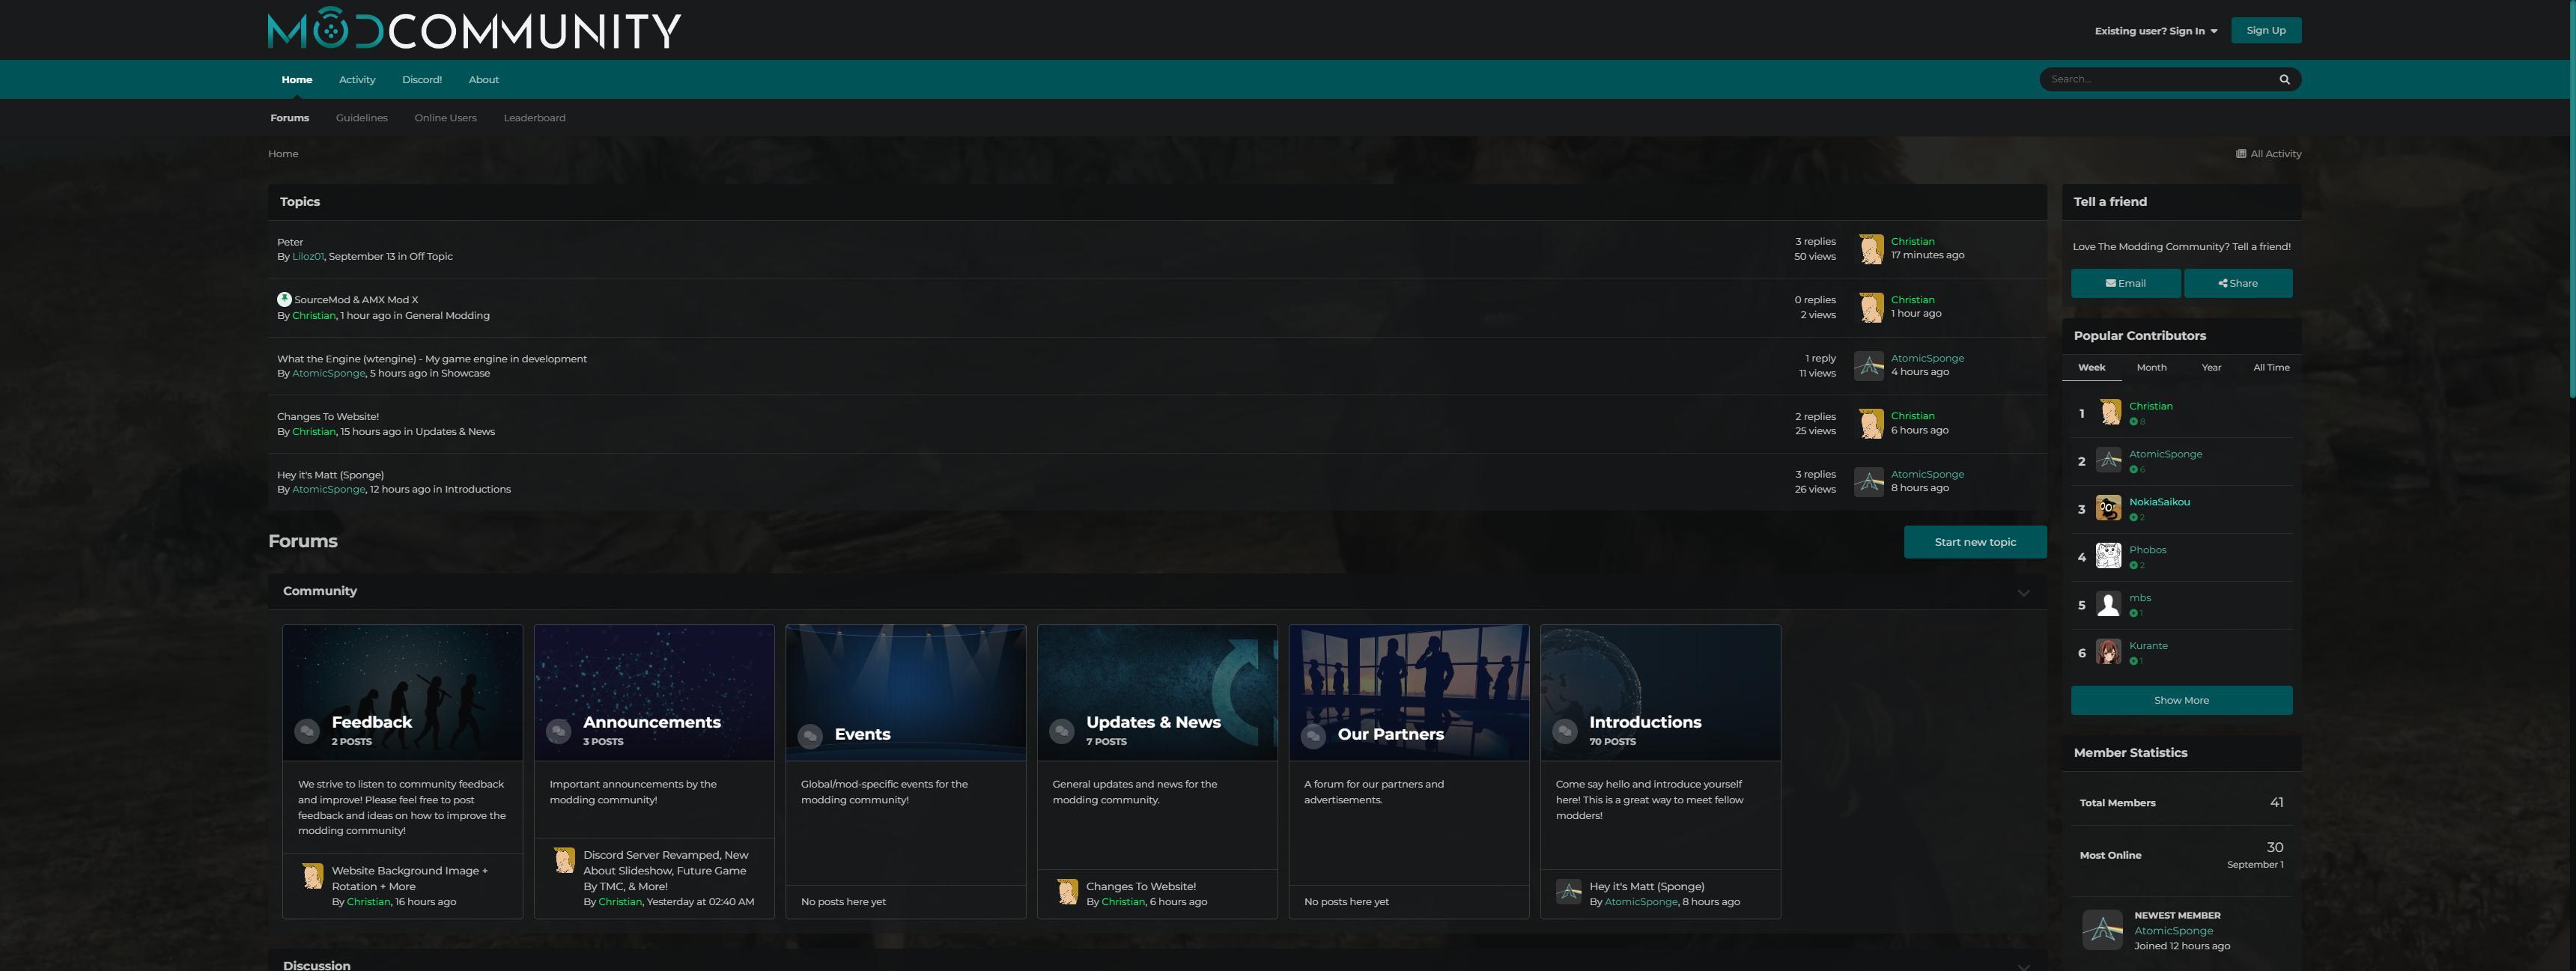 MODCOMMUNITY
Existing user? Sign In
Sign Up
Home Activity Discord! About
Search...
Forums Guidelines Online Users Leaderboard
Home
All Activity
Topics
Peter
By Liloz01, September 13 in Off Topic
3 replies
50 views
Christian
17 minutes ago
SourceMod & AMX Mod X
By Christian, 1 hour ago in General Modding
0 replies
2 views
Christian
1 hour ago
What the Engine (wtengine) - My game engine in development
By AtomicSponge, 5 hours ago in Showcase
1 reply
11 views
AtomicSponge
4 hours ago
Changes To Website!
By Christian, 15 hours ago in Updates & News
2 replies
25 views
Christian
6 hours ago
Hey it's Matt (Sponge)
By AtomicSponge, 12 hours ago in Introductions
3 replies
26 views
AtomicSponge
8 hours ago
Forums
Start new topic
Community
Feedback
2 POSTS
We strive to listen to community feedback
and improve! Please feel free to post
feedback and ideas on how to improve the
modding community!
Website Background Image +
Rotation + More
By Christian, 16 hours ago
Announcements
3 POSTS
Important announcements by the
modding community!
Discord Server Revamped, New
About Slideshow, Future Game
By TMC, & More!
By Christian, Yesterday at 02:40 AM
Events
Global/mod-specific events for the
modding community!
No posts here yet
Updates & News
7 POSTS
General updates and news for the
modding community.
Changes To Website!
By Christian, 6 hours ago
Our Partners
A forum for our partners and
advertisements.
No posts here yet
Introductions
70 POSTS
Come say hello and introduce yourself
here! This is a great way to meet fellow
modders!
Hey it's Matt (Sponge)
By AtomicSponge, 8 hours ago
Discussion
Tell a friend
Love The Modding Community? Tell a friend!
Email
Share
Popular Contributors
Week Month Year All Time
1
Christian
8
2
AtomicSponge
6
3
NokiaSaikou
2
4
Phobos
2
5
mbs
1
6
Kurante
1
Show More
Member Statistics
Total Members
41
Most Online
30
September 1
NEWEST MEMBER
AtomicSponge
Joined 12 hours ago